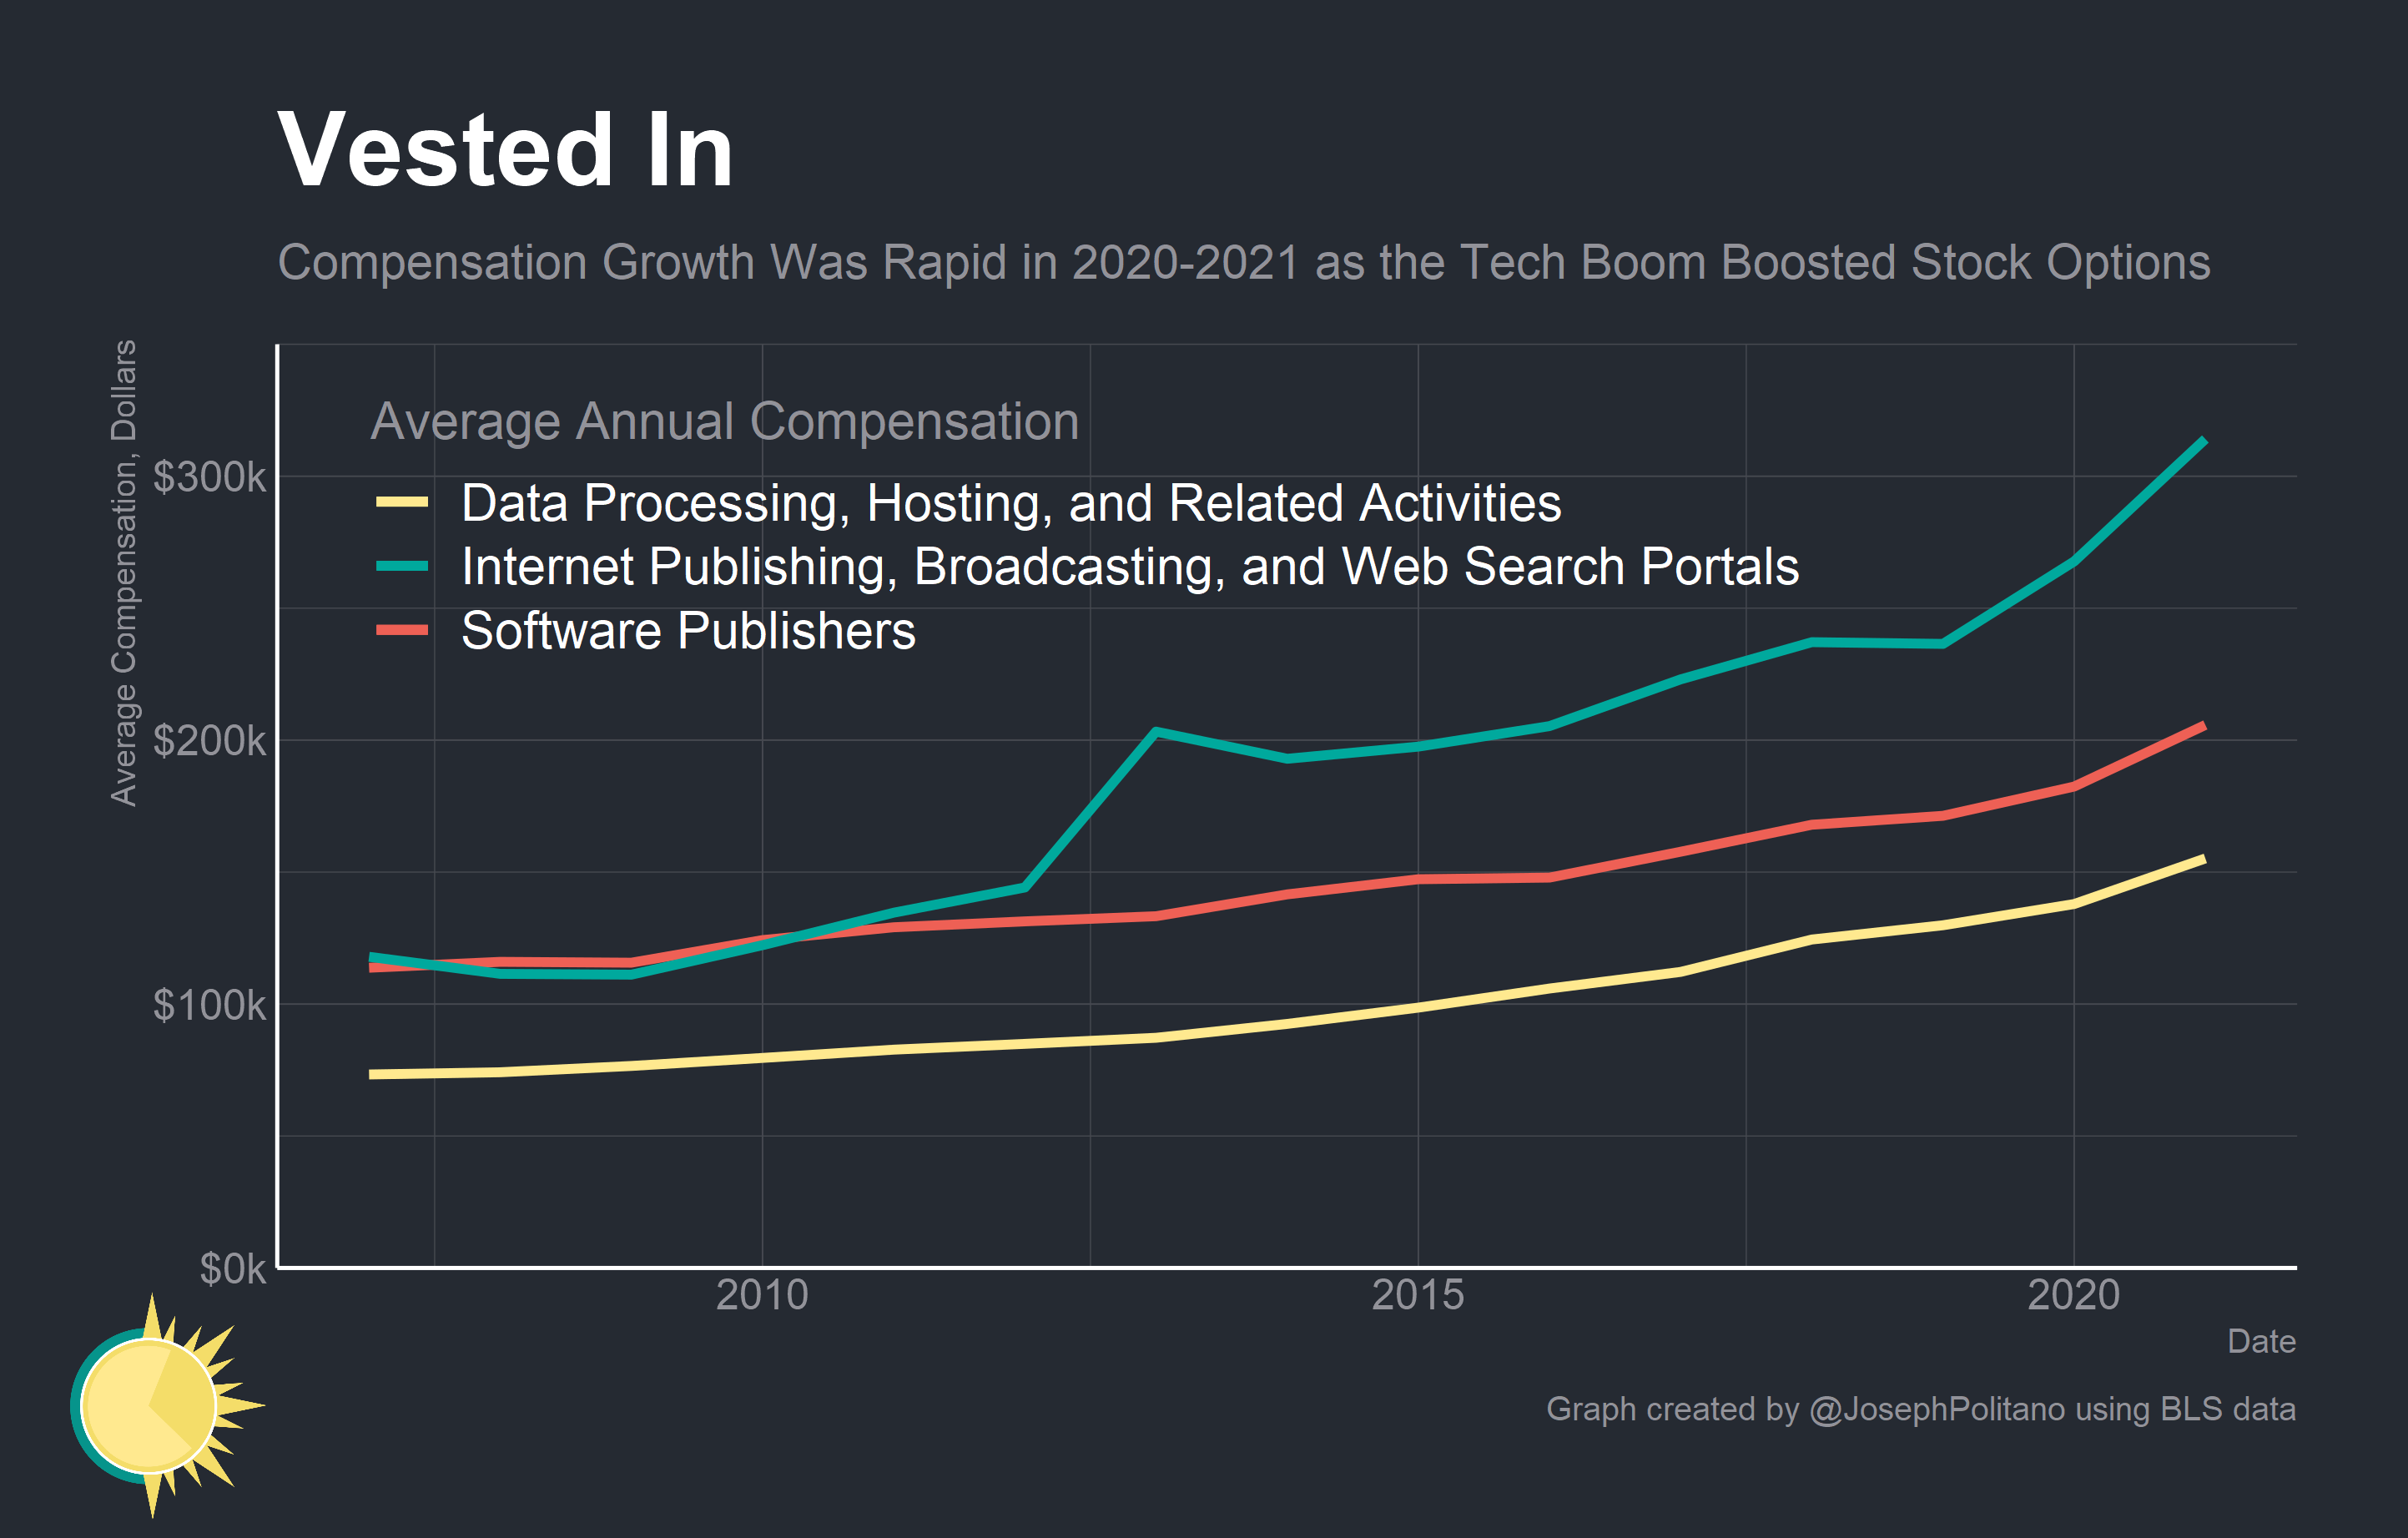 Vested In
Compensation Growth Was Rapid in 2020-2021 as the Tech Boom Boosted Stock Options
Average Compensation, Dollars
Average Annual Compensation
Data Processing, Hosting, and Related Activities
Internet Publishing, Broadcasting, and Web Search Portals
Software Publishers
$300k
$200k
$100k
$0k
2010
2015
2020
Date
Graph created by @JosephPolitano using BLS data